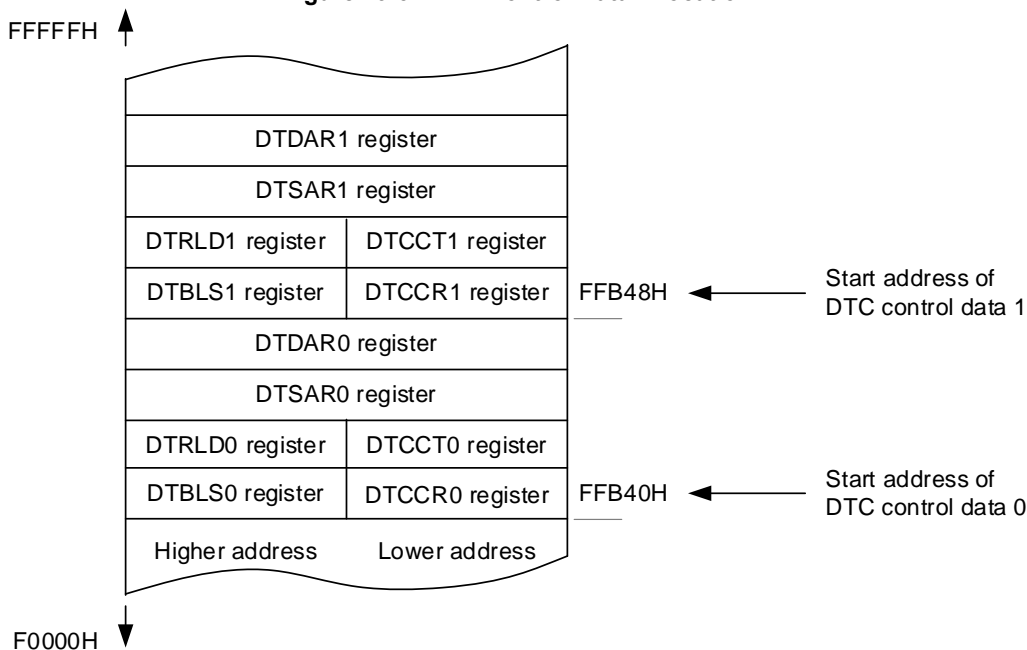 FFFFFH
DTDAR1 register
DTSAR1 register
DTRLD1 register DTCCT1 register
DTBLS1 register DTCCR1 register FFB48H Start address of
DTC control data 1
DTDAR0 register
DTSAR0 register
DTRLD0 register DTCCT0 register
DTBLS0 register DTCCR0 register FFB40H Start address of
DTC control data 0
Higher address Lower address
F0000H